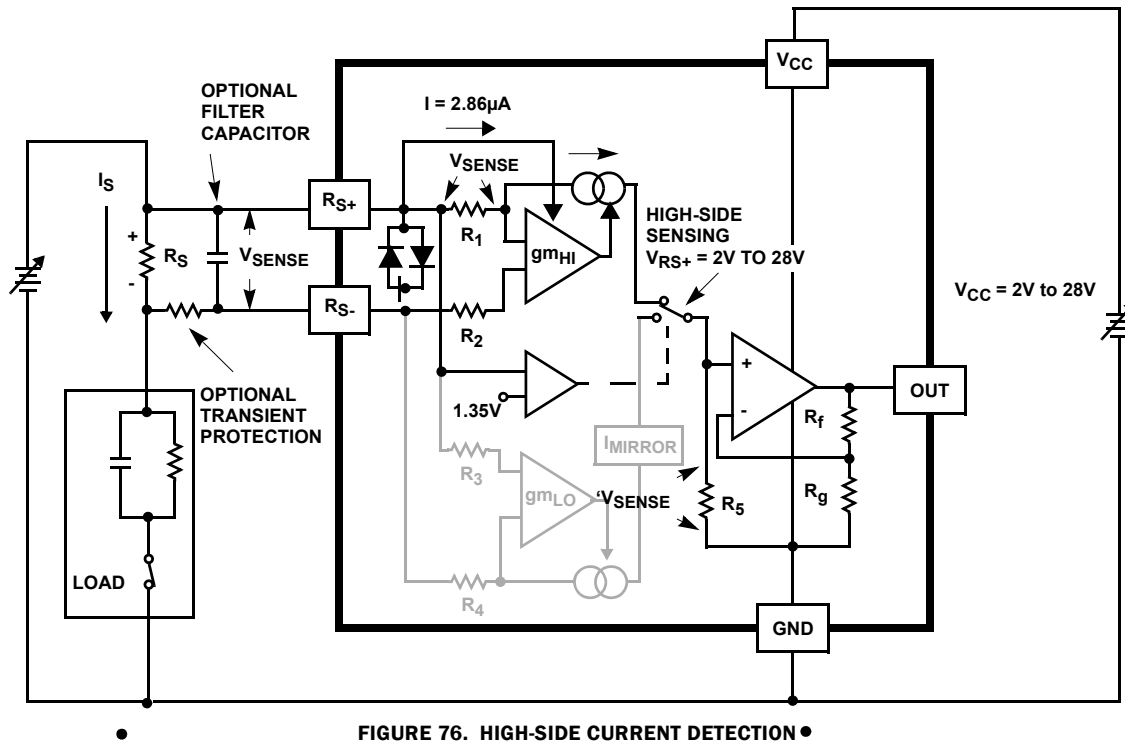 VCC
OPTIONAL
FILTER
CAPACITOR
I = 2.86µA
VSENSE
IS
RS+
R1
gmHI
HIGH-SIDE
SENSING
VRS+ = 2V TO 28V
+
RS
-
VSENSE
VCC = 2V to 28V
RS-
R2
OPTIONAL
TRANSIENT
PROTECTION
1.35V
+
-
OUT
Rf
IMIRROR
R3
gmLO
'VSENSE
R5
Rg
LOAD
R4
GND
FIGURE 76. HIGH-SIDE CURRENT DETECTION